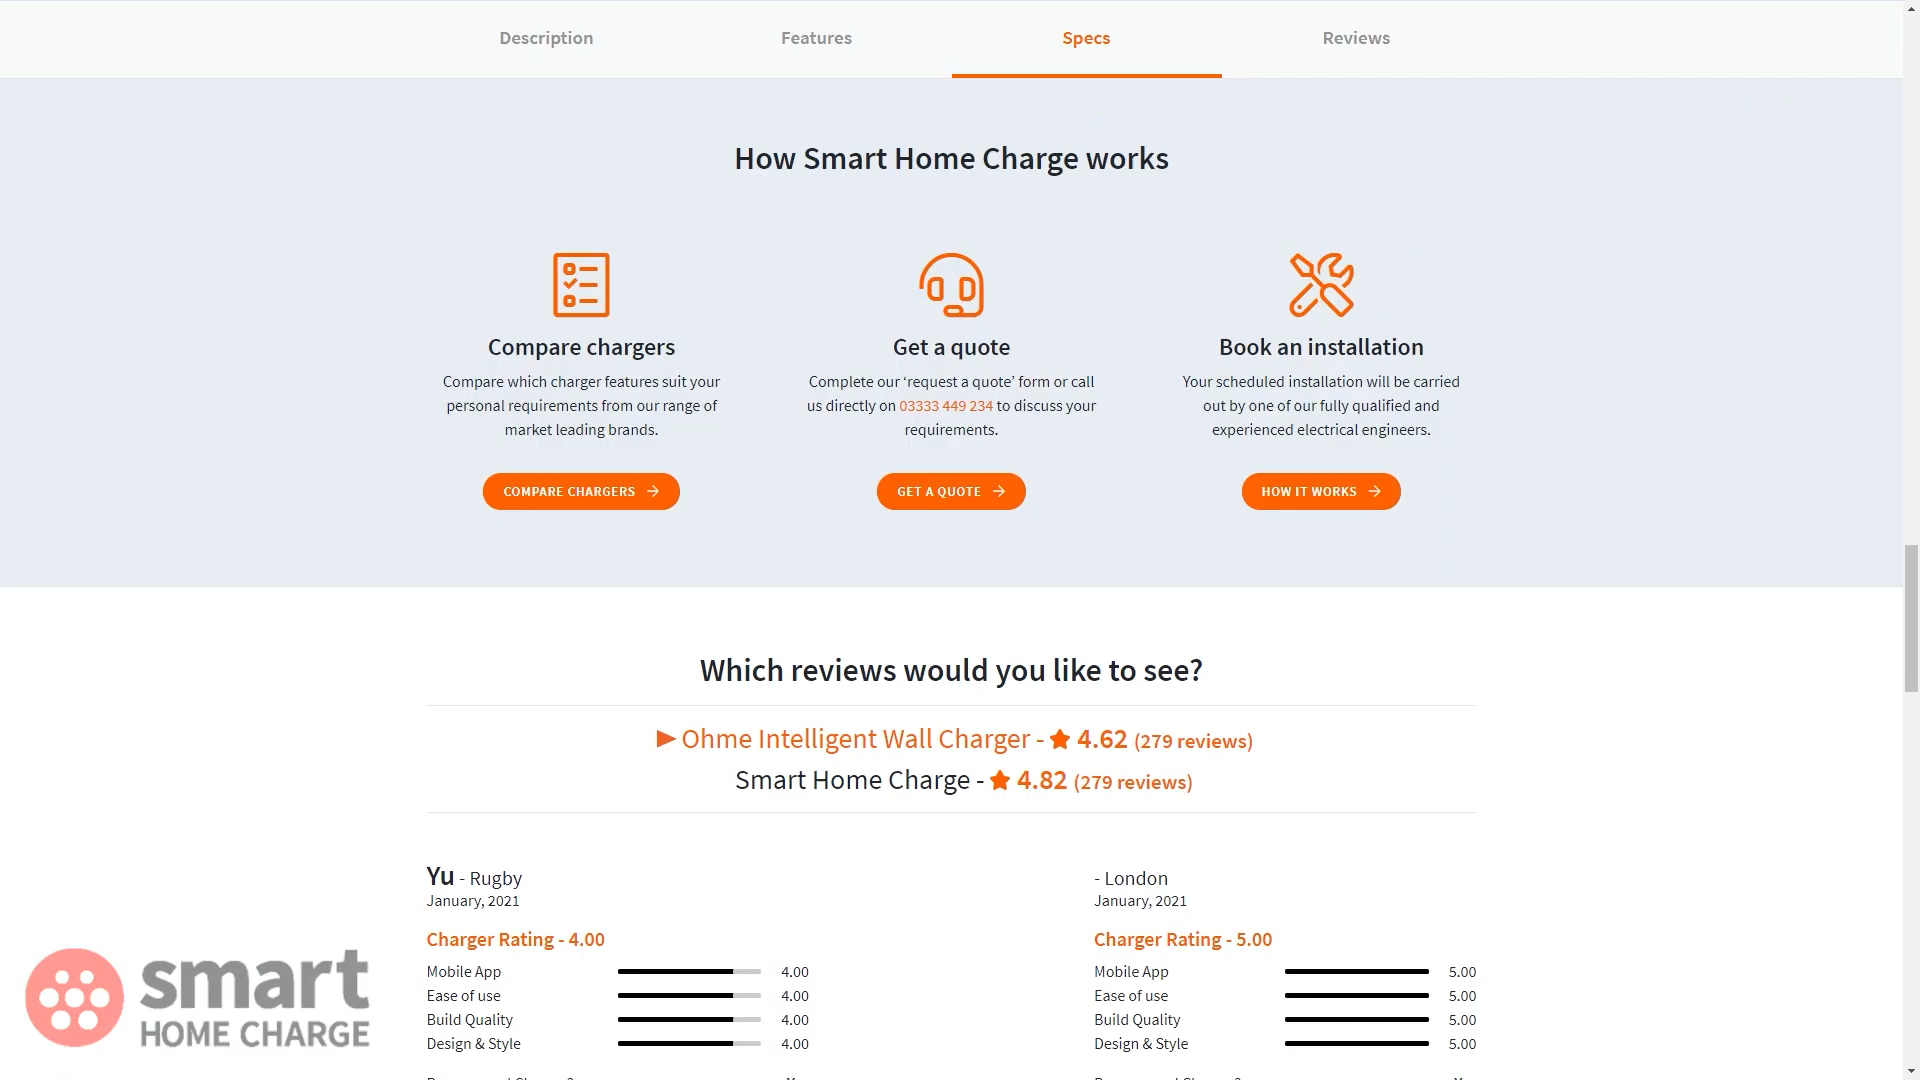 Description Features Specs Reviews
How Smart Home Charge works
Compare chargers
Compare which charger features suit your
personal requirements from our range of
market leading brands.
COMPARE CHARGERS
Get a quote
Complete our ‘request a quote’ form or call
us directly on 03333 449 234 to discuss your
requirements.
GET A QUOTE
Book an installation
Your scheduled installation will be carried
out by one of our fully qualified and
experienced electrical engineers.
HOW IT WORKS
Which reviews would you like to see?
Ohme Intelligent Wall Charger - 4.62 (279 reviews)
Smart Home Charge - 4.82 (279 reviews)
Yu - Rugby
January, 2021
Charger Rating - 4.00
Mobile App 4.00
Ease of use 4.00
Build Quality 4.00
Design & Style 4.00
- London
January, 2021
Charger Rating - 5.00
Mobile App 5.00
Ease of use 5.00
Build Quality 5.00
Design & Style 5.00
smart
HOME CHARGE